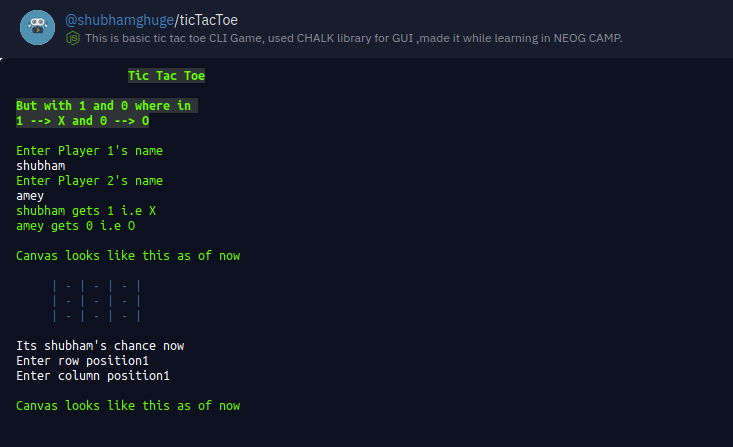 @shubhamghuge/ticTacToe
This is basic tic tac toe CLI Game, used CHALK library for GUI ,made it while learning in NEOG CAMP.
Tic Tac Toe
But with 1 and 0 where in
1 --> X and 0 --> O
Enter Player 1's name
shubham
Enter Player 2's name
amey
shubham gets 1 i.e X
amey gets 0 i.e O
Canvas looks like this as of now
| - | - | - |
| - | - | - |
| - | - | - |
Its shubham's chance now
Enter row position1
Enter column position1
Canvas looks like this as of now